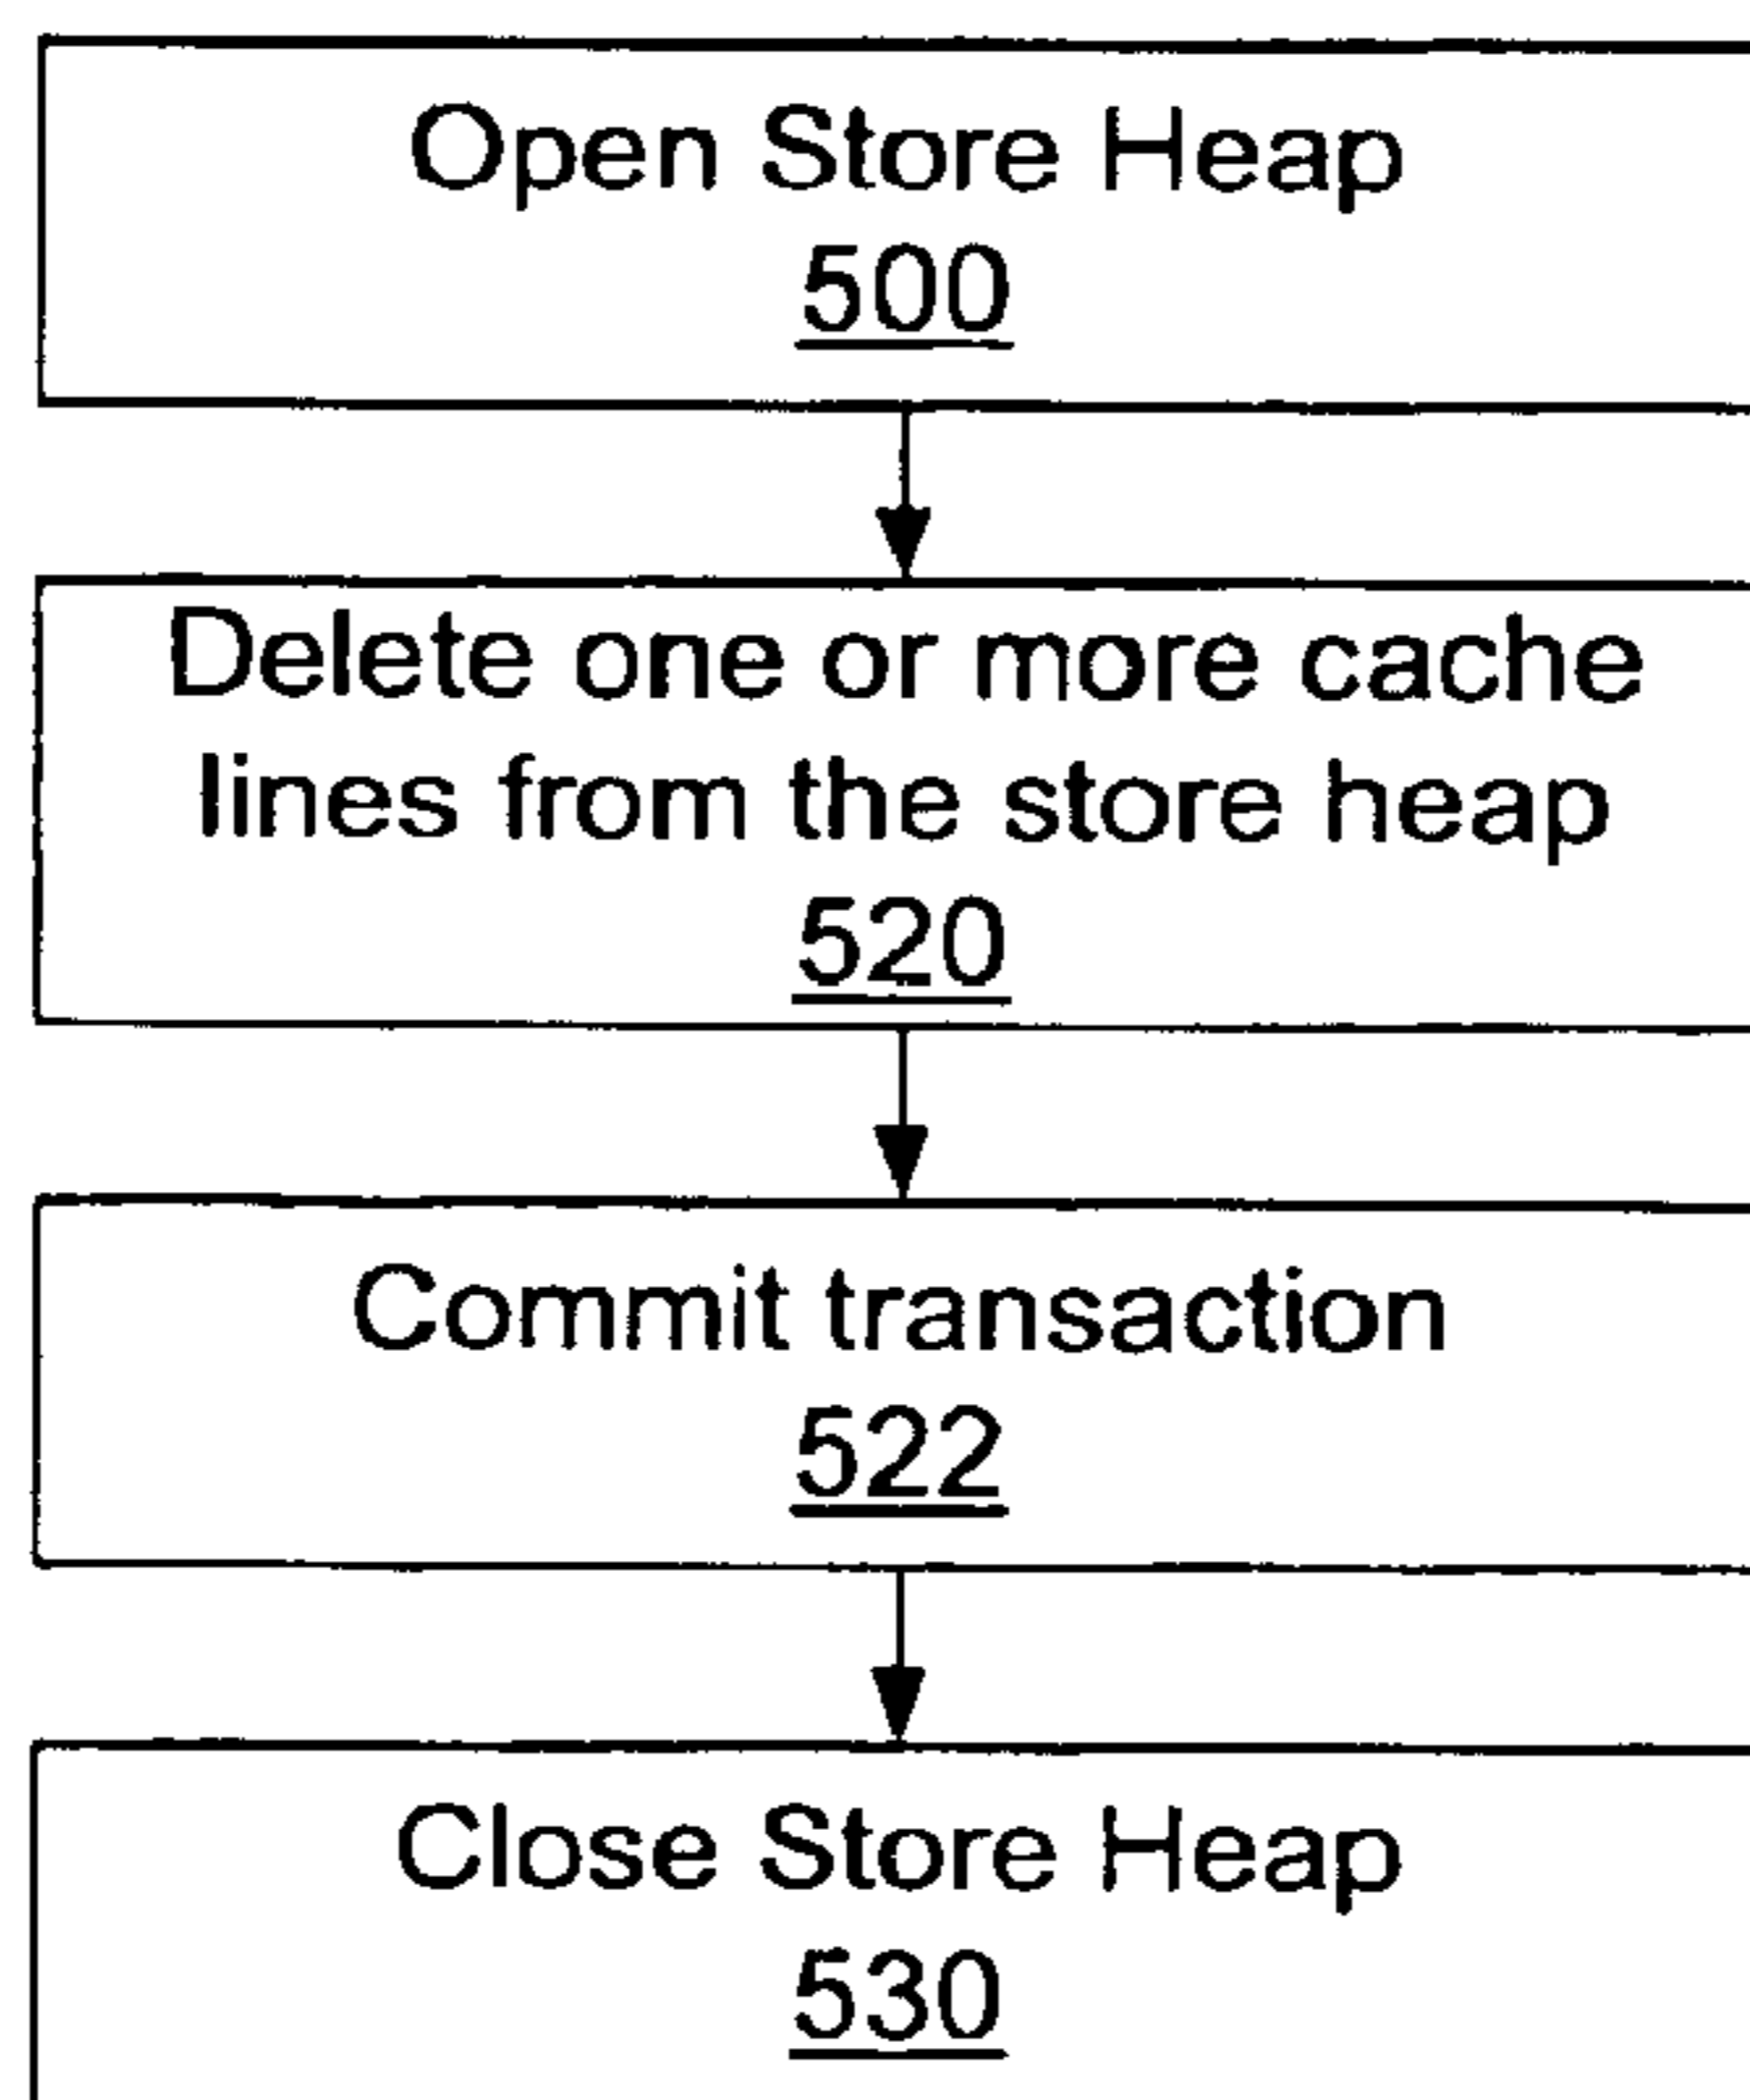 Open Store Heap
500
Delete one or more cache
lines from the store heap
520
Commit transaction
522
Close Store Heap
530